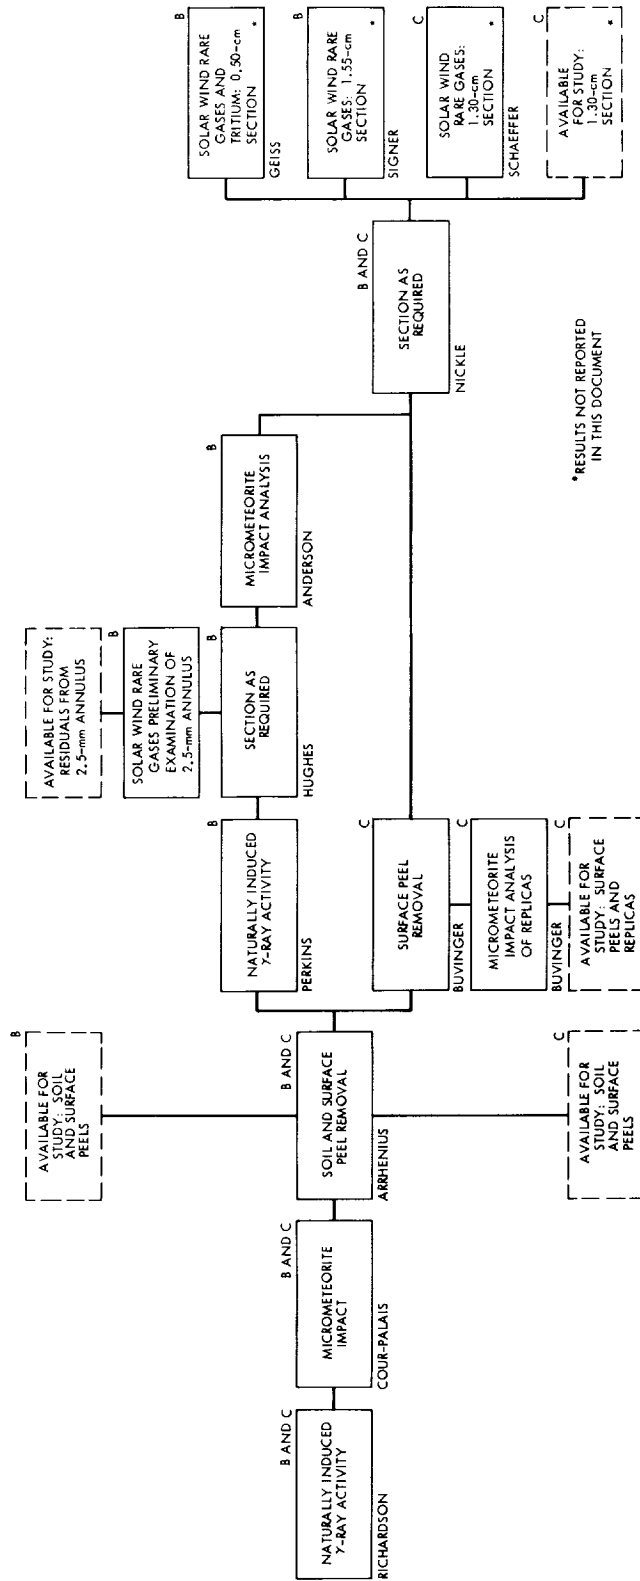 B AND C
NATURALLY INDUCED
γ-RAY ACTIVITY
RICHARDSON
B AND C
MICROMETEORITE
IMPACT
COUR-PALAIS
B
AVAILABLE FOR
STUDY: SOIL
AND SURFACE
PEELS
B AND C
SOIL AND SURFACE
PEEL REMOVAL
ARRHENIUS
C
AVAILABLE FOR
STUDY: SOIL
AND SURFACE
PEELS
B
NATURALLY INDUCED
γ-RAY ACTIVITY
PERKINS
C
SURFACE PEEL
REMOVAL
BUVINGER
C
MICROMETEORITE
IMPACT ANALYSIS
OF REPLICAS
BUVINGER
C
AVAILABLE FOR
STUDY: SURFACE
PEELS AND
REPLICAS
AVAILABLE FOR STUDY:
RESIDUALS FROM
2.5-mm ANNULUS
B
SOLAR WIND RARE
GASES PRELIMINARY
EXAMINATION OF
2.5-mm ANNULUS
B
SECTION AS
REQUIRED
HUGHES
B
MICROMETEORITE
IMPACT ANALYSIS
ANDERSON
B AND C
SECTION AS
REQUIRED
NICKLE
B
SOLAR WIND RARE
GASES AND
TRITIUM: 0.50-cm
SECTION *
GEISS
B
SOLAR WIND RARE
GASES: 1.55-cm
SECTION *
SIGNER
C
SOLAR WIND
RARE GASES:
1.30-cm
SECTION *
SCHAEFFER
C
AVAILABLE
FOR STUDY:
1.30-cm
SECTION *
*RESULTS NOT REPORTED
IN THIS DOCUMENT